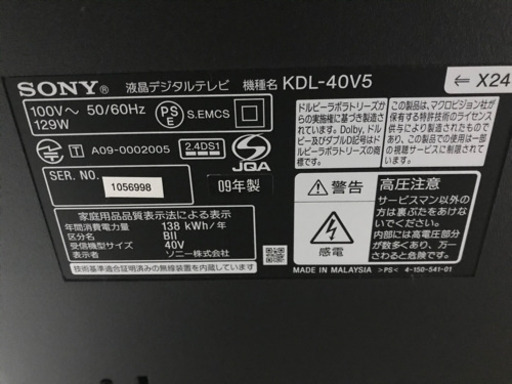 SONY® 液晶デジタルテレビ 機種名 KDL-40V5
⇐ X24
100V～ 50/60Hz
129W
PS E
S.EMCS
T A09-0002005 2.4DS1
JQA
SER. NO. 1056998
09年製
家庭用品品質表示法による表示
年間消費電力量 138 kWh/年
区分 BII
受信機型サイズ 40V
ソニー株式会社
技術基準適合証明済みの無線装置を内蔵しています
ドルビーラボラトリーズか
らの実施権に基づき製造さ
れています。Dolby、ドル
ビー及びダブルD記号はド
ルビーラボラトリーズの商
標です。
この製品は、マクロビジョン社が
保有する特許技術のライセンス
供与により製造されていま
す。この製品での使用は一部
の視聴サービスに限られていま
す。
警告
感電
高圧注意
サービスマン以外の
方は裏ぶたをあけな
いでください。
内部には高電圧部分
が数多くあり、万一
さわると危険です。
MADE IN MALAYSIA >PS< 4-150-541-01